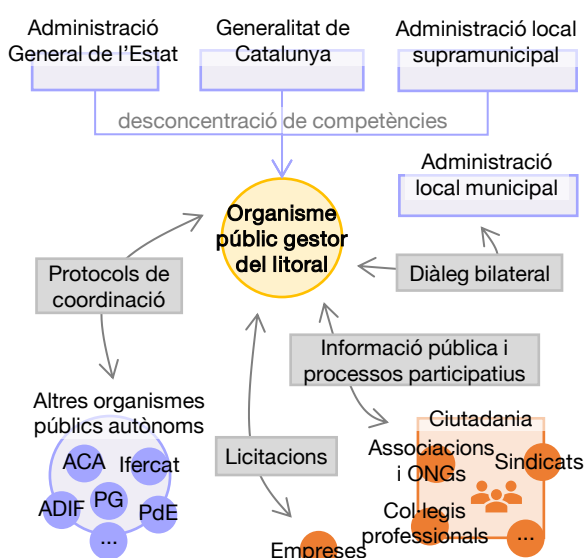 Administració
General de l’Estat
Generalitat de
Catalunya
Administració local
supramunicipal
desconcentració de competències
Administració
local municipal
Organisme
públic gestor
del litoral
Protocols de
coordinació
Diàleg bilateral
Informació pública i
processos participatius
Altres organismes
públics autònoms
ACA
Ifercat
ADIF
PG
PdE
...
Licitacions
Empreses
Ciutadania
Associacions
i ONGs
Sindicats
Col·legis
professionals
...